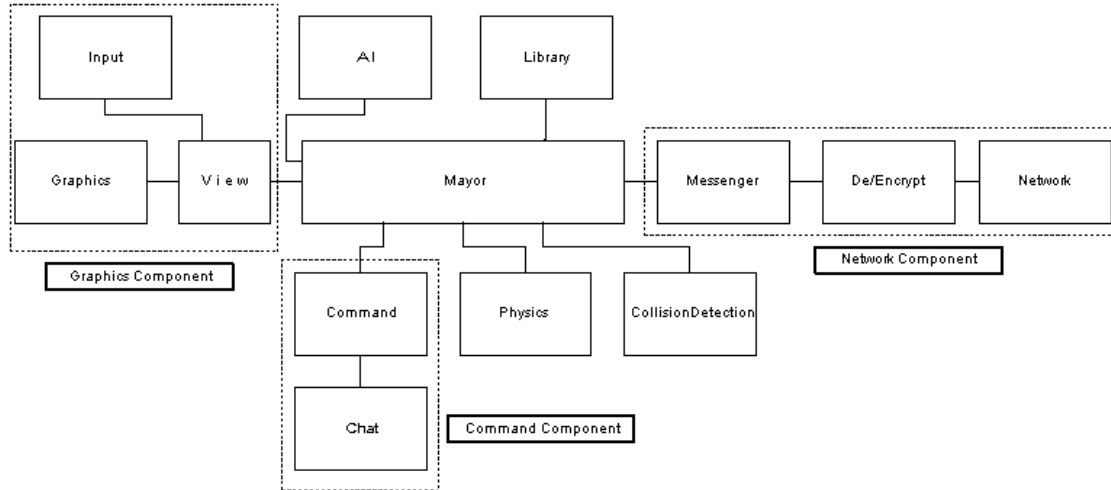 Input
AI
Library
Graphics
View
Mayor
Messenger
De/Encrypt
Network
Graphics Component
Network Component
Command
Physics
CollisionDetection
Chat
Command Component